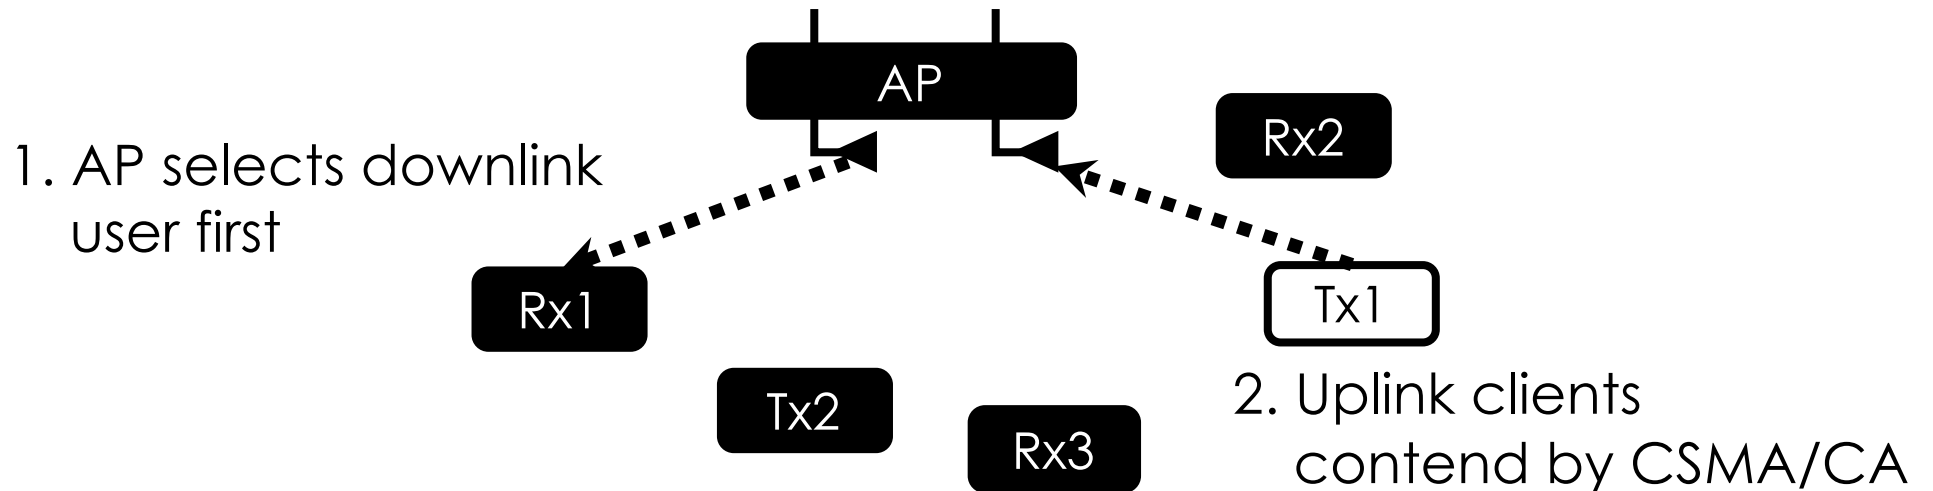 AP
Rx2
1. AP selects downlink
user first
Rx1
Tx1
Tx2
Rx3
2. Uplink clients
contend by CSMA/CA